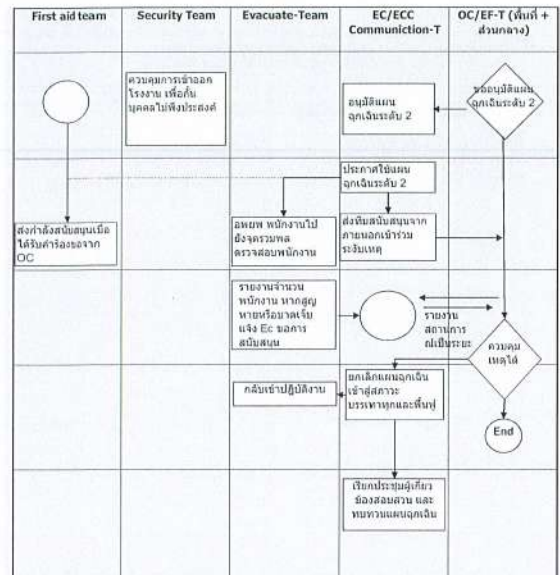 First aid team
Security Team
Evacuate-Team
EC/ECC
Communiction-T
OC/EF-T (พื้นที่ +
ส่วนกลาง)
ควบคุมการเข้าออก
โรงงาน เพื่อกั้น
บุคคลไม่พึงประสงค์
อนุมัติแผน
ฉุกเฉินระดับ 2
ขออนุมัติแผน
ฉุกเฉินระดับ 2
ประกาศใช้แผน
ฉุกเฉินระดับ 2
ส่งกำลังสนับสนุนเมื่อ
ได้รับคำร้องขอจาก
OC
อพยพ พนักงานไป
ยังจุดรวมพล
ตรวจสอบพนักงาน
ส่งทีมสนับสนุนจาก
ภายนอกเข้าร่วม
ระงับเหตุ
รายงานจำนวน
พนักงาน หากสูญ
หายหรือบาดเจ็บ
แจ้ง Ec ขอการ
สนับสนุน
รายงาน
สถานการ
ณ์เป็นระยะ
ควบคุม
เหตุได้
กลับเข้าปฏิบัติงาน
ยกเลิกแผนฉุกเฉิน
เข้าสู่สภาวะ
บรรเทาทุกและฟื้นฟู
End
เรียกประชุมผู้เกี่ยว
ข้องสอบสวน และ
ทบทวนแผนฉุกเฉิน